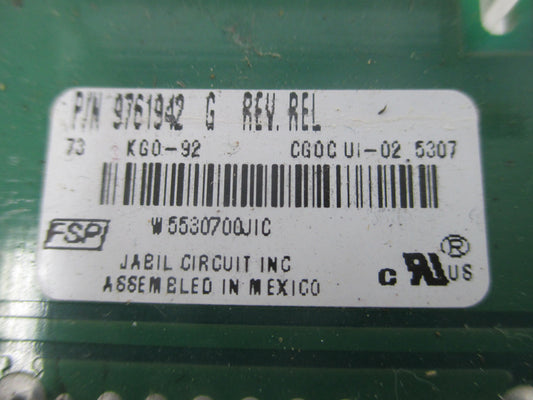 P/N 9761942 G REV. REL
73 KGO-92 CGOC UI-02 5307
W5530700JIC
FSP
JABIL CIRCUIT INC
ASSEMBLED IN MEXICO
c UL ® US